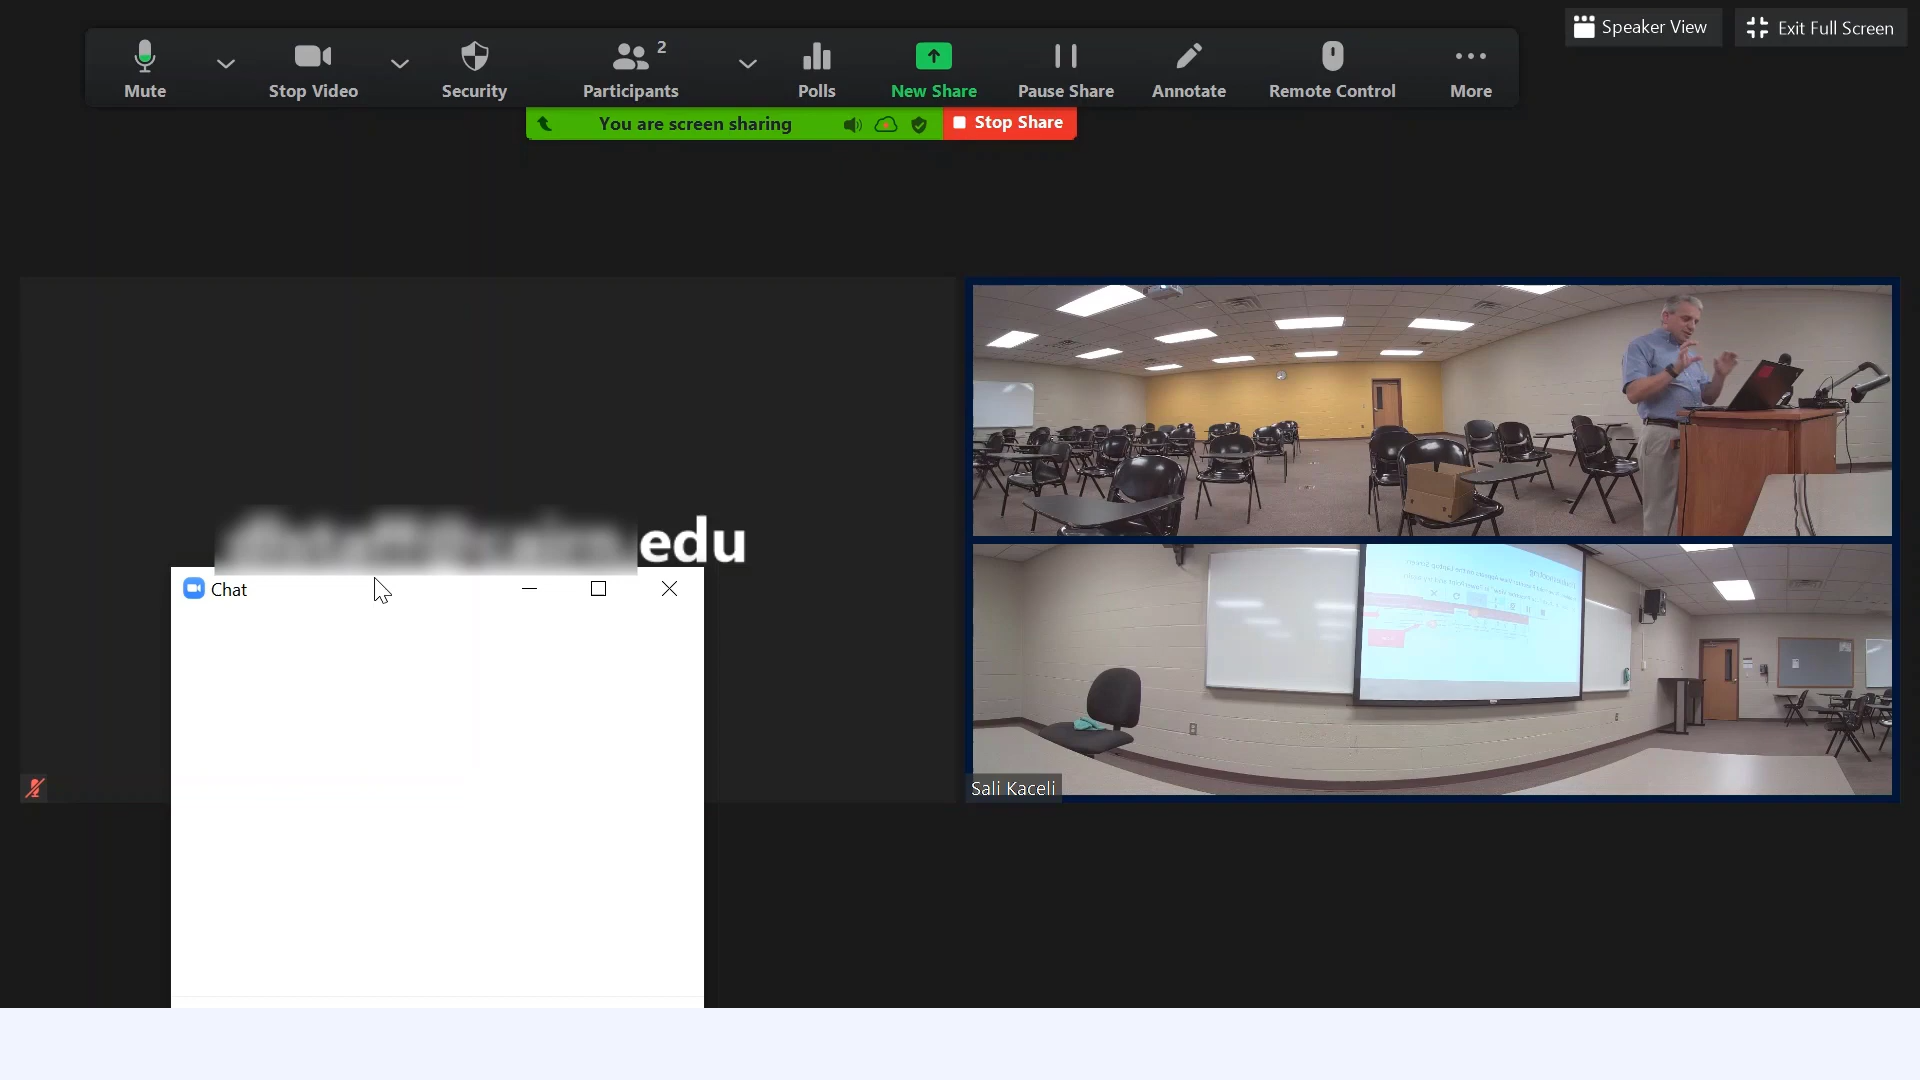 Speaker View
Exit Full Screen
2
Mute
Stop Video
Security
Participants
Polls
New Share
Pause Share
Annotate
Remote Control
More
You are screen sharing
Stop Share
.edu
Chat
Sali Kaceli